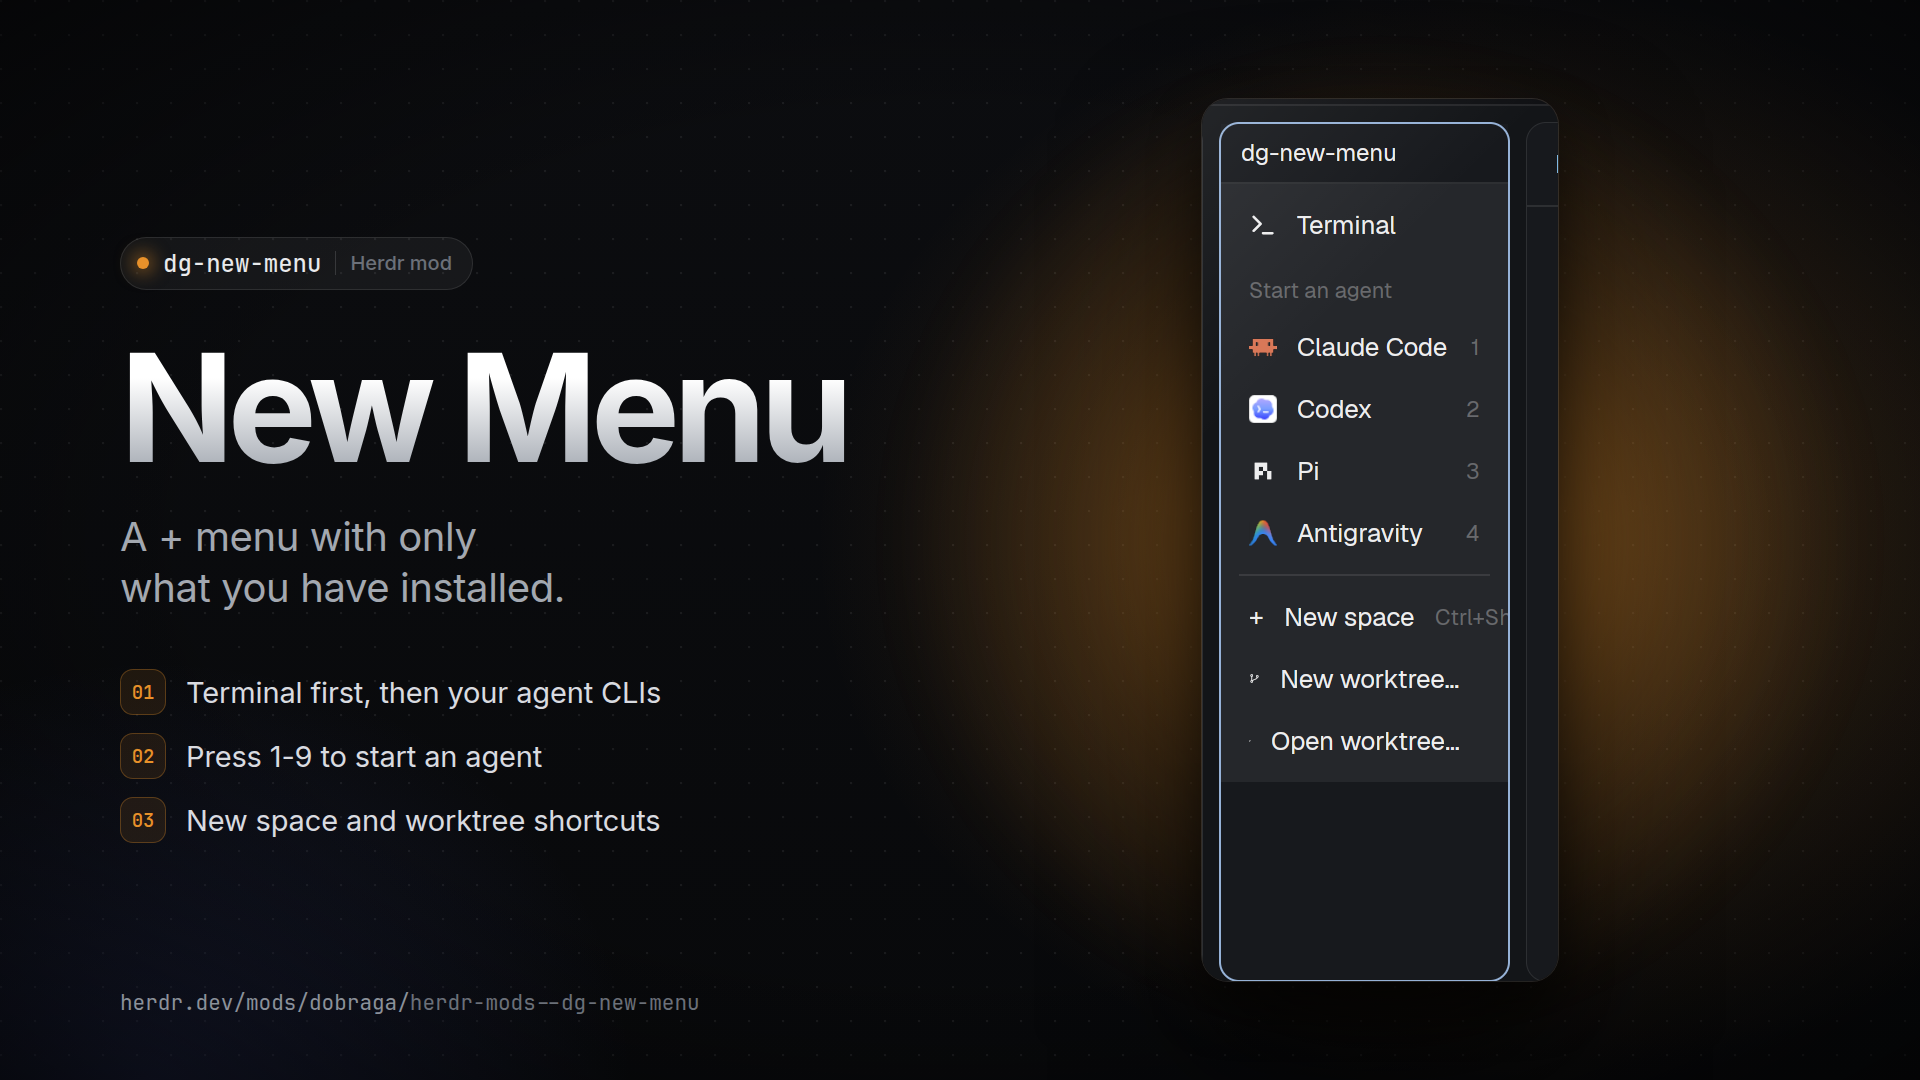 dg-new-menu Herdr mod
New Menu
A + menu with only
what you have installed.
01 Terminal first, then your agent CLIs
02 Press 1-9 to start an agent
03 New space and worktree shortcuts
herdr.dev/mods/dobraga/herdr-mods--dg-new-menu
dg-new-menu
Terminal
Start an agent
Claude Code 1
Codex 2
Pi 3
Antigravity 4
+ New space Ctrl+Sh
New worktree…
Open worktree…